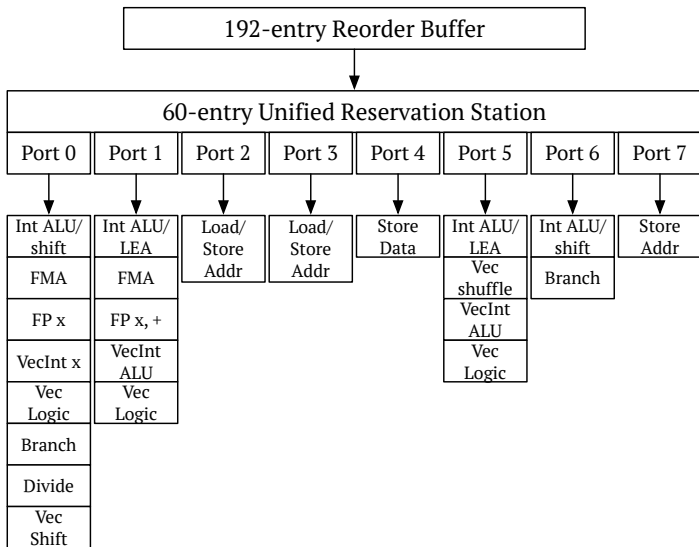 192-entry Reorder Buffer
60-entry Unified Reservation Station
Port 0
Port 1
Port 2
Port 3
Port 4
Port 5
Port 6
Port 7
Int ALU/
shift
FMA
FP x
VecInt x
Vec
Logic
Branch
Divide
Vec
Shift
Int ALU/
LEA
FMA
FP x, +
VecInt
ALU
Vec
Logic
Load/
Store
Addr
Load/
Store
Addr
Store
Data
Int ALU/
LEA
Vec
shuffle
VecInt
ALU
Vec
Logic
Int ALU/
shift
Branch
Store
Addr